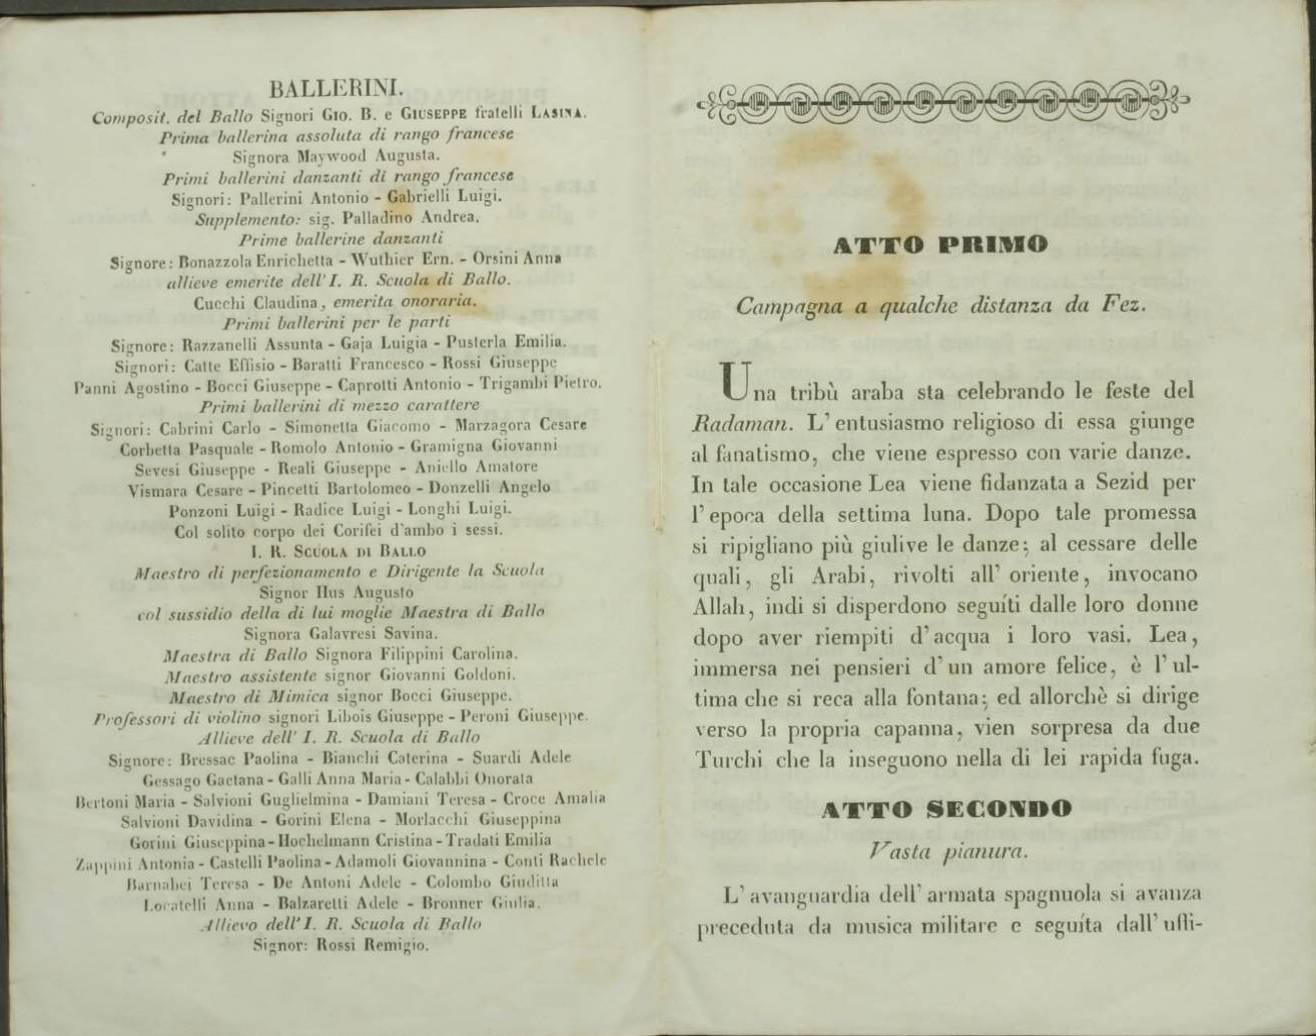 BALLERINI.
Composit. del Ballo Signori Gio. B. e Giuseppe fratelli Lasina.
Prima ballerina assoluta di rango francese
Signora Maywood Augusta.
Primi ballerini danzanti di rango francese
Signori: Pallerini Antonio - Gabrielli Luigi.
Supplemento: sig. Palladino Andrea.
Prime ballerine danzanti
Signore: Bonazzola Enrichetta - Wuthier Ern. - Orsini Anna
allieve emerite dell' I. R. Scuola di Ballo.
Cucchi Claudina, emerita onoraria.
Primi ballerini per le parti
Signore: Razzanelli Assunta - Gaja Luigia - Pusterla Emilia.
Signori: Catte Effisio - Baratti Francesco - Rossi Giuseppe
Panni Agostino - Bocci Giuseppe - Caprotti Antonio - Trigambi Pietro.
Primi ballerini di mezzo carattere
Signori: Cabrini Carlo - Simonetta Giacomo - Marzagora Cesare
Corbetta Pasquale - Romolo Antonio - Gramigna Giovanni
Sevesi Giuseppe - Reali Giuseppe - Aniello Amatore
Vismara Cesare - Pincetti Bartolomeo - Donzelli Angelo
Ponzoni Luigi - Radice Luigi - Longhi Luigi.
Col solito corpo dei Corifei d'ambo i sessi.
I. R. Scuola di Ballo
Maestro di perfezionamento e Dirigente la Scuola
Signor Hus Augusto
col sussidio della di lui moglie Maestra di Ballo
Signora Galavresi Savina.
Maestra di Ballo Signora Filippini Carolina.
Maestro assistente signor Giovanni Goldoni.
Maestro di Mimica signor Bocci Giuseppe.
Professori di violino signori Libois Giuseppe - Peroni Giuseppe.
Allieve dell' I. R. Scuola di Ballo
Signore: Bressac Paolina - Bianchi Caterina - Suardi Adele
Gessago Gaetana - Galli Anna Maria - Calabbi Onorata
Bertoni Maria - Salvioni Guglielmina - Damiani Teresa - Croce Amalia
Salvioni Davidina - Gorini Elena - Morlacchi Giuseppina
Gorini Giuseppina - Hochelmann Cristina - Tradati Emilia
Zappini Antonia - Castelli Paolina - Adamoli Giovannina - Conti Rachele
Barnabei Teresa - De Antoni Adele - Colombo Giuditta
Locatelli Anna - Balzaretti Adele - Bronner Giulia.
Allievo dell' I. R. Scuola di Ballo
Signor: Rossi Remigio.
ATTO PRIMO
Campagna a qualche distanza da Fez.
Una tribù araba sta celebrando le feste del
Radaman. L' entusiasmo religioso di essa giunge
al fanatismo, che viene espresso con varie danze.
In tale occasione Lea viene fidanzata a Sezid per
l' epoca della settima luna. Dopo tale promessa
si ripigliano più giulive le danze; al cessare delle
quali, gli Arabi, rivolti all' oriente, invocano
Allah, indi si disperdono seguíti dalle loro donne
dopo aver riempiti d' acqua i loro vasi. Lea,
immersa nei pensieri d' un amore felice, è l' ul-
tima che si reca alla fontana; ed allorchè si dirige
verso la propria capanna, vien sorpresa da due
Turchi che la inseguono nella di lei rapida fuga.
ATTO SECONDO
Vasta pianura.
L' avanguardia dell' armata spagnuola si avanza
preceduta da musica militare e seguíta dall' uffi-